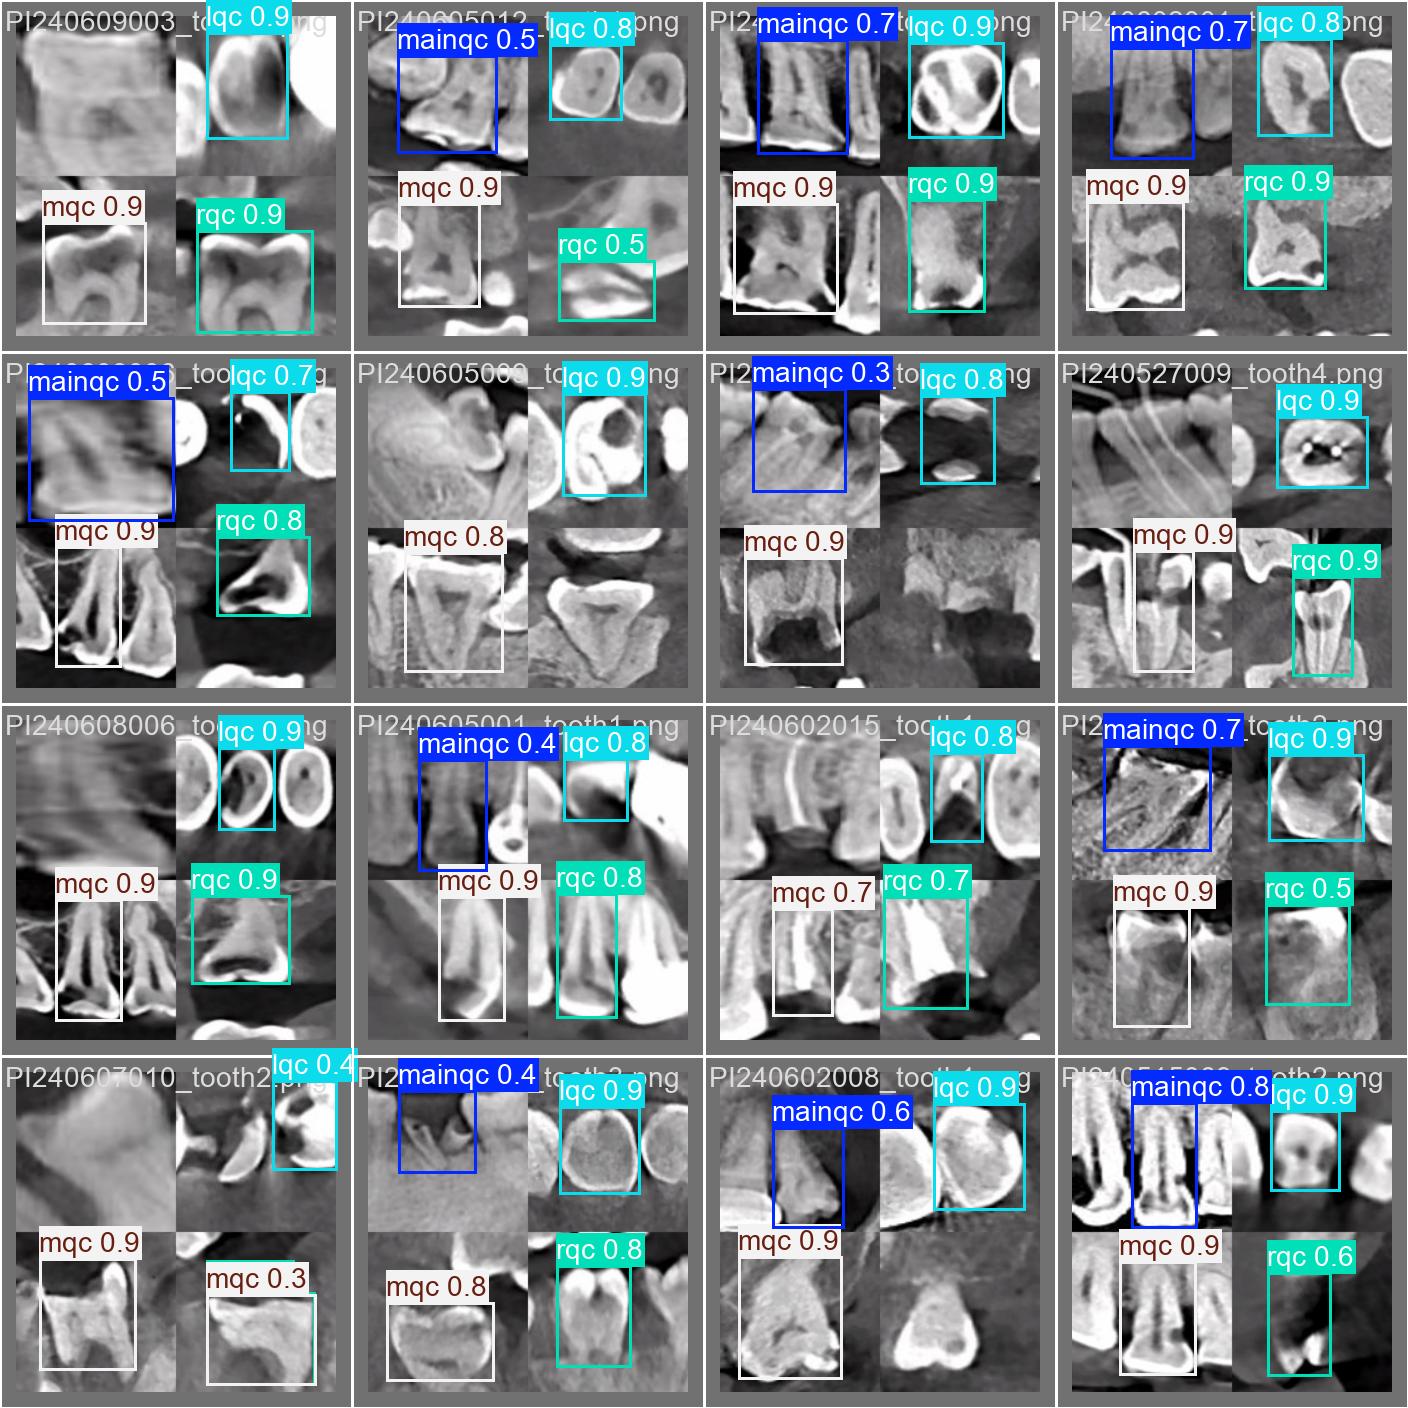 PI240609003_tooth
lqc 0.9
mqc 0.9
rqc 0.9
PI240605012_tooth
mainqc 0.5
lqc 0.8
mqc 0.9
rqc 0.5
mainqc 0.7
lqc 0.9
mqc 0.9
rqc 0.9
mainqc 0.7
lqc 0.8
mqc 0.9
rqc 0.9
mainqc 0.5
lqc 0.7
mqc 0.9
rqc 0.8
lqc 0.9
mqc 0.8
mainqc 0.3
lqc 0.8
mqc 0.9
PI240527009_tooth4.png
lqc 0.9
mqc 0.9
rqc 0.9
PI240608006
lqc 0.9
mqc 0.9
rqc 0.9
PI240605001_tooth1.png
mainqc 0.4
lqc 0.8
mqc 0.9
rqc 0.8
PI240602015
lqc 0.8
mqc 0.7
rqc 0.7
mainqc 0.7
lqc 0.9
mqc 0.9
rqc 0.5
PI240607010_tooth2.png
lqc 0.4
mqc 0.9
mqc 0.3
mainqc 0.4
lqc 0.9
mqc 0.8
rqc 0.8
PI240602008
mainqc 0.6
lqc 0.9
mqc 0.9
mainqc 0.8
lqc 0.9
mqc 0.9
rqc 0.6